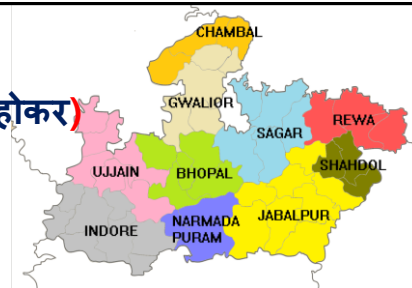 CHAMBAL
GWALIOR
होकर)
REWA
SAGAR
SHAHDOL
UJJAIN
BHOPAL
NARMADA
PURAM
JABALPUR
INDORE